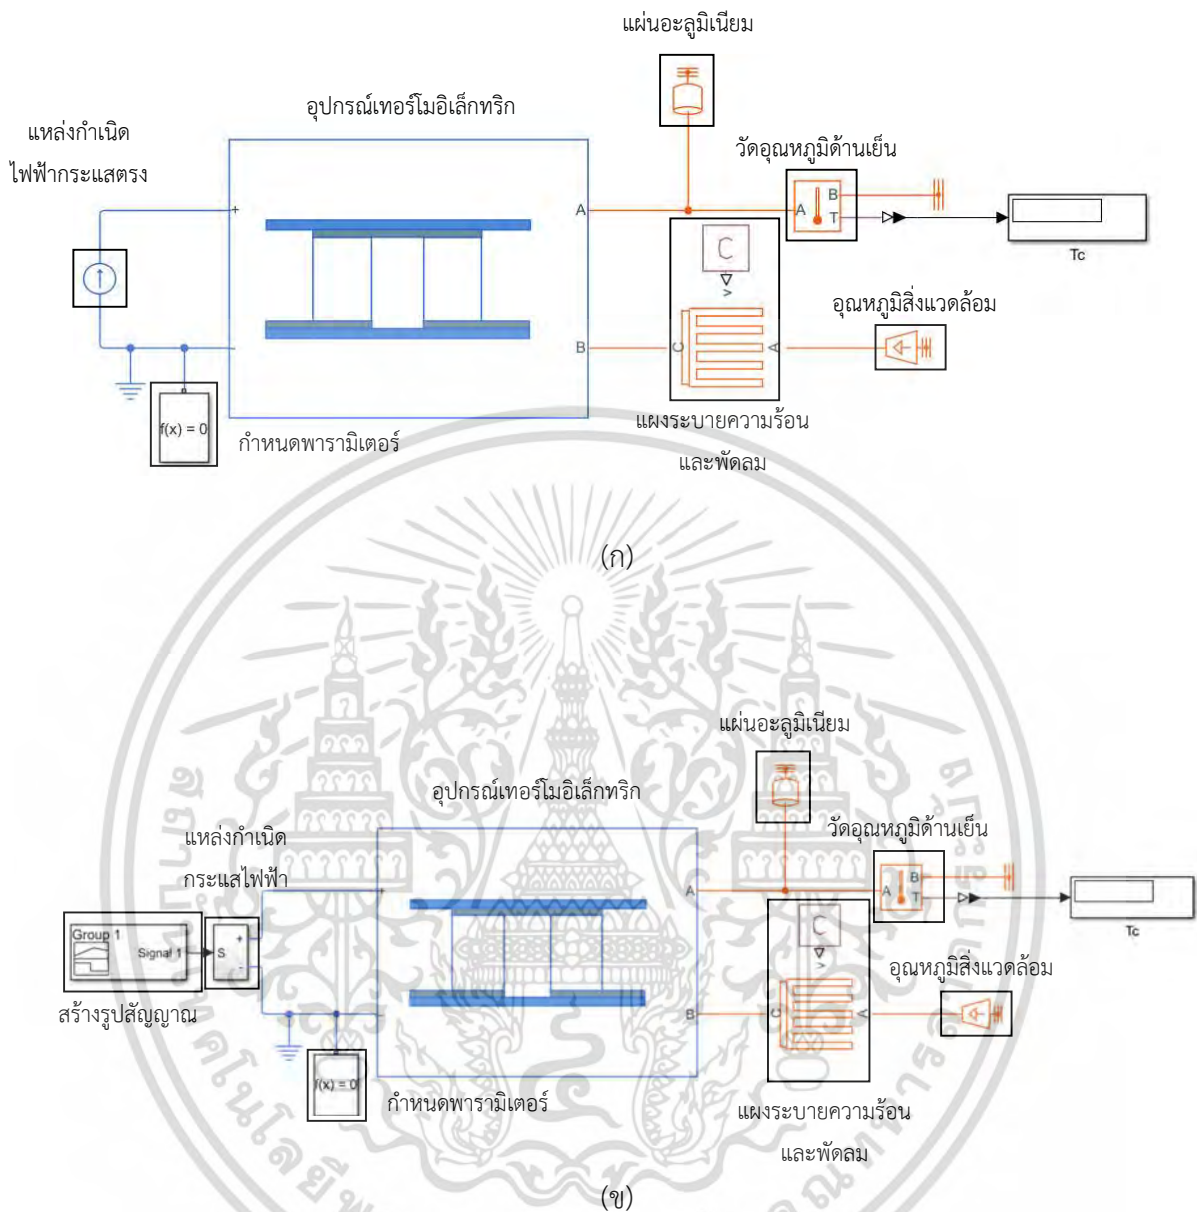 แผ่นอะลูมิเนียม
อุปกรณ์เทอร์โมอิเล็กทริก
แหล่งกำเนิด
ไฟฟ้ากระแสตรง
วัดอุณหภูมิด้านเย็น
+
A
A
B
T
C
Tc
อุณหภูมิสิ่งแวดล้อม
-
B
C
A
f(x) = 0
กำหนดพารามิเตอร์
แผงระบายความร้อน
และพัดลม
(ก)
แผ่นอะลูมิเนียม
อุปกรณ์เทอร์โมอิเล็กทริก
แหล่งกำเนิด
กระแสไฟฟ้า
วัดอุณหภูมิด้านเย็น
+
A
A
B
T
C
Tc
Group 1
Signal 1
S
+
-
สร้างรูปสัญญาณ
อุณหภูมิสิ่งแวดล้อม
-
B
C
A
f(x) = 0
กำหนดพารามิเตอร์
แผงระบายความร้อน
และพัดลม
(ข)